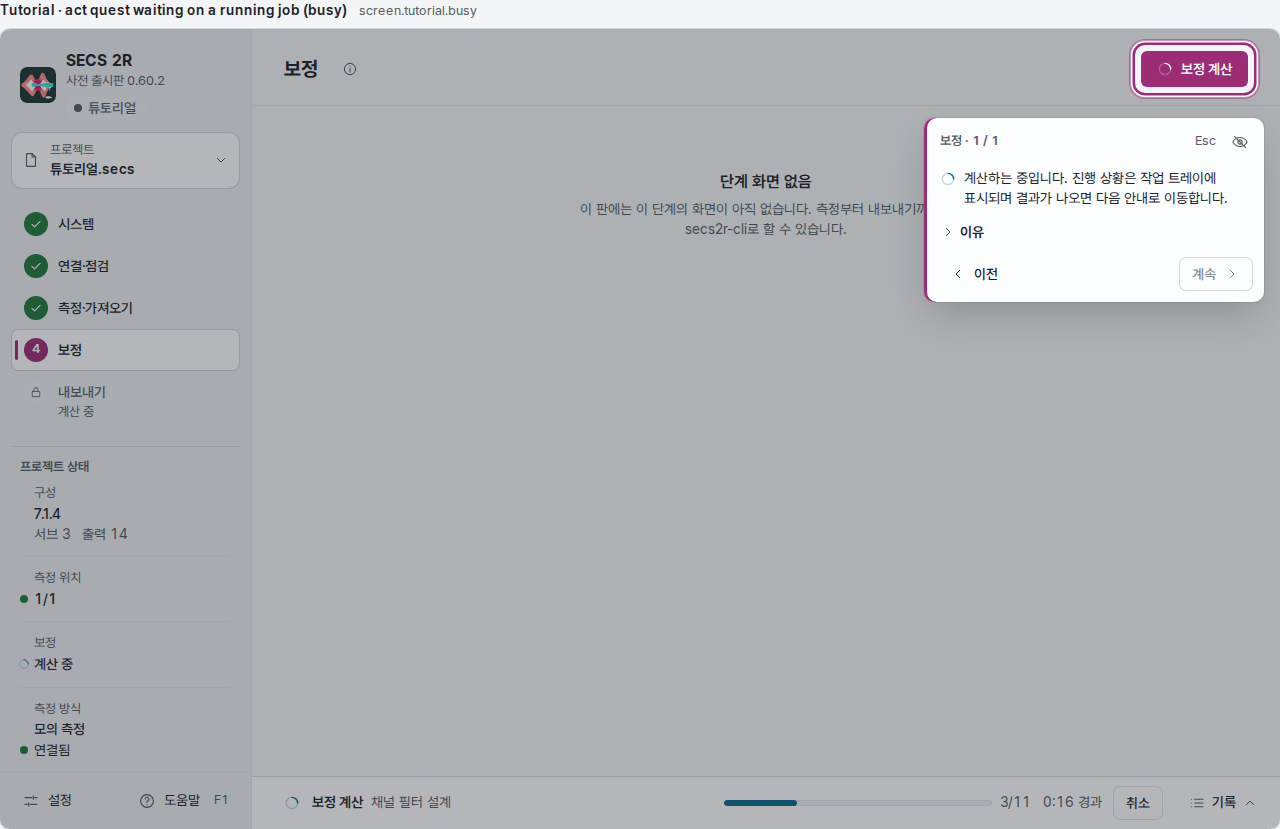 Tutorial · act quest waiting on a running job (busy) screen.tutorial.busy
SECS 2R
사전 출시판 0.60.2
튜토리얼
프로젝트
튜토리얼.secs
시스템
연결·점검
측정·가져오기
4 보정
내보내기
계산 중
프로젝트 상태
구성
7.1.4
서브 3 출력 14
측정 위치
1/1
보정
계산 중
측정 방식
모의 측정
연결됨
설정 도움말 F1
보정
보정 계산
단계 화면 없음
이 판에는 이 단계의 화면이 아직 없습니다. 측정부터 내보내기까
secs2r-cli로 할 수 있습니다.
보정 · 1 / 1 Esc
계산하는 중입니다. 진행 상황은 작업 트레이에
표시되며 결과가 나오면 다음 안내로 이동합니다.
이유
이전 계속
보정 계산 채널 필터 설계 3/11 0:16 경과 취소 기록